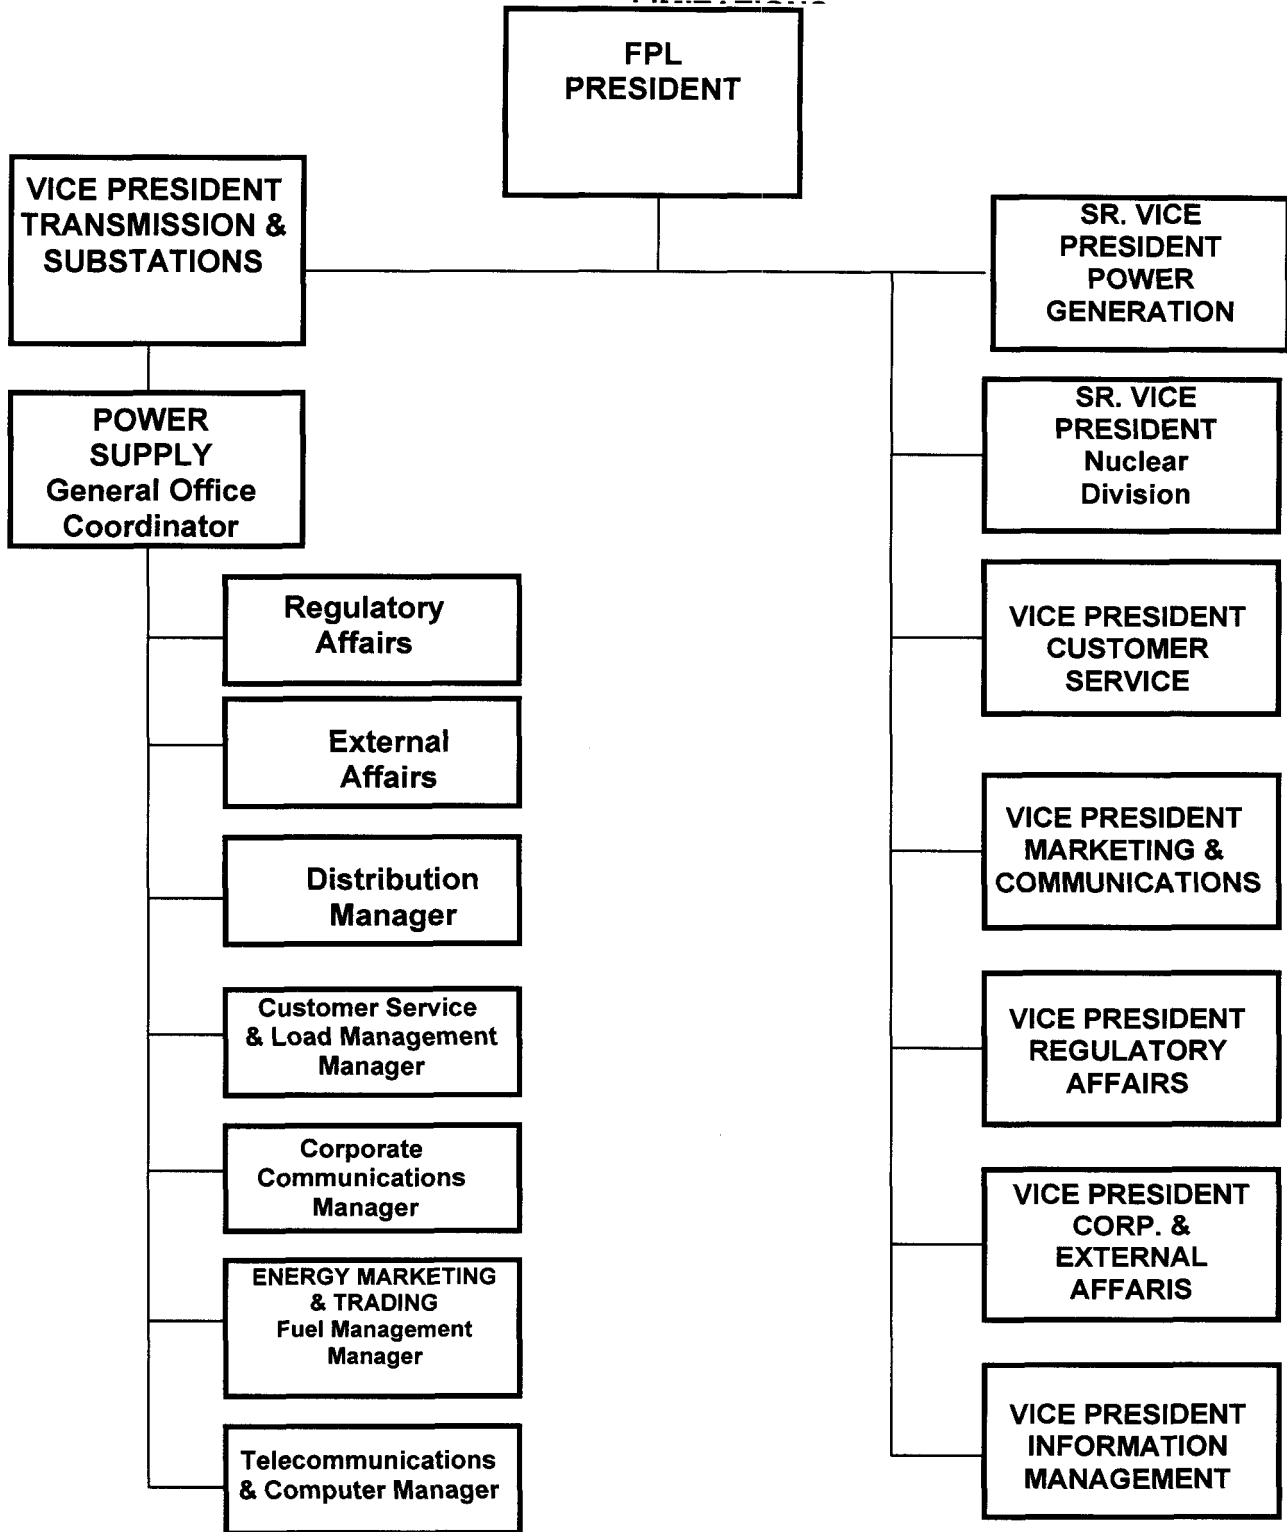 FPL
PRESIDENT
VICE PRESIDENT
TRANSMISSION &
SUBSTATIONS
POWER
SUPPLY
General Office
Coordinator
Regulatory
Affairs
External
Affairs
Distribution
Manager
Customer Service
& Load Management
Manager
Corporate
Communications
Manager
ENERGY MARKETING
& TRADING
Fuel Management
Manager
Telecommunications
& Computer Manager
SR. VICE
PRESIDENT
POWER
GENERATION
SR. VICE
PRESIDENT
Nuclear
Division
VICE PRESIDENT
CUSTOMER
SERVICE
VICE PRESIDENT
MARKETING &
COMMUNICATIONS
VICE PRESIDENT
REGULATORY
AFFAIRS
VICE PRESIDENT
CORP. &
EXTERNAL
AFFARIS
VICE PRESIDENT
INFORMATION
MANAGEMENT